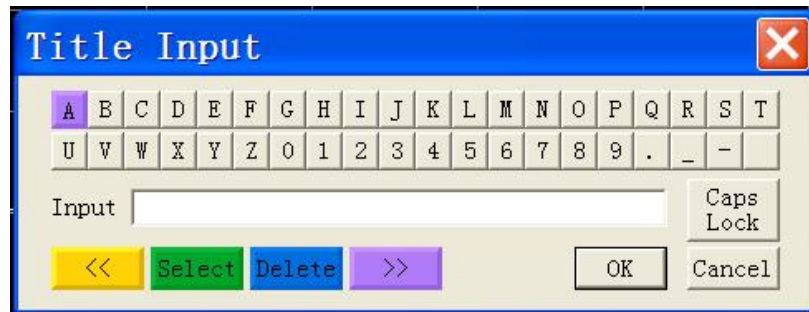 Title Input
A B C D E F G H I J K L M N O P Q R S T
U V W X Y Z 0 1 2 3 4 5 6 7 8 9 . _ -
Input Caps Lock
<< Select Delete >> OK Cancel